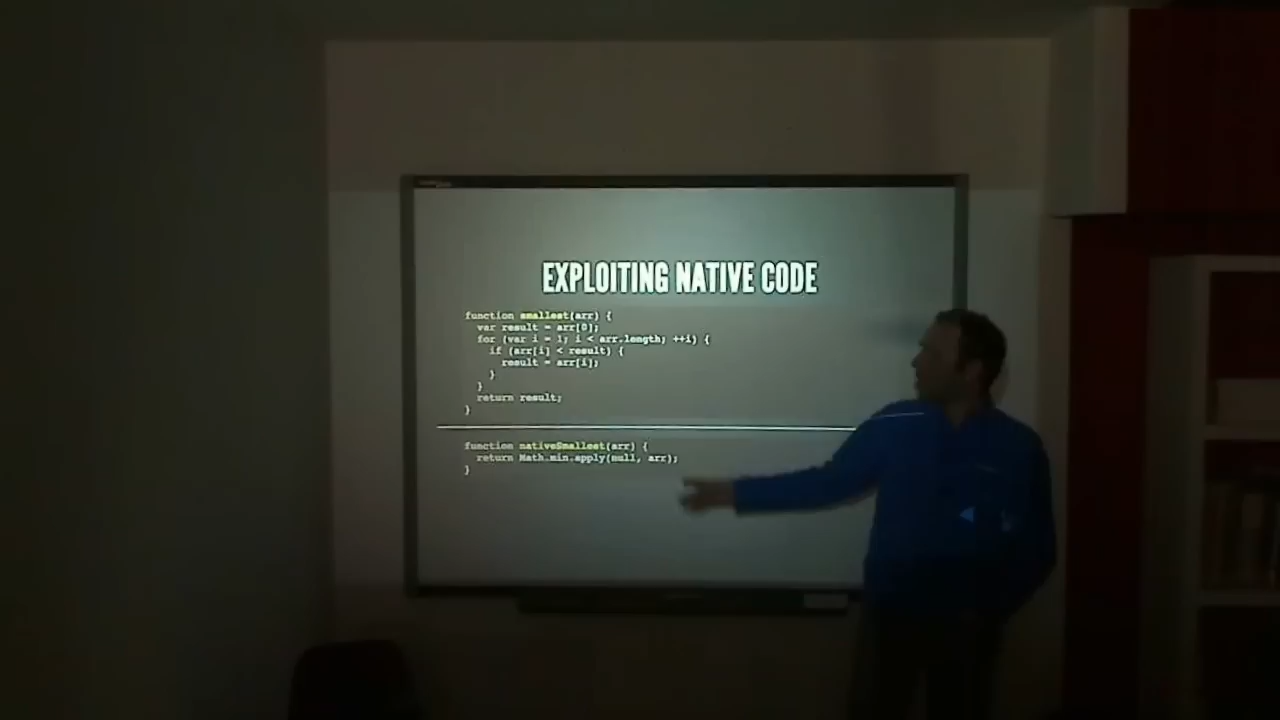 EXPLOITING NATIVE CODE
function smallest(arr) {
  var result = arr[0];
  for (var i = 1; i < arr.length; ++i) {
    if (arr[i] < result) {
      result = arr[i];
    }
  }
  return result;
}
function nativeSmallest(arr) {
  return Math.min.apply(null, arr);
}